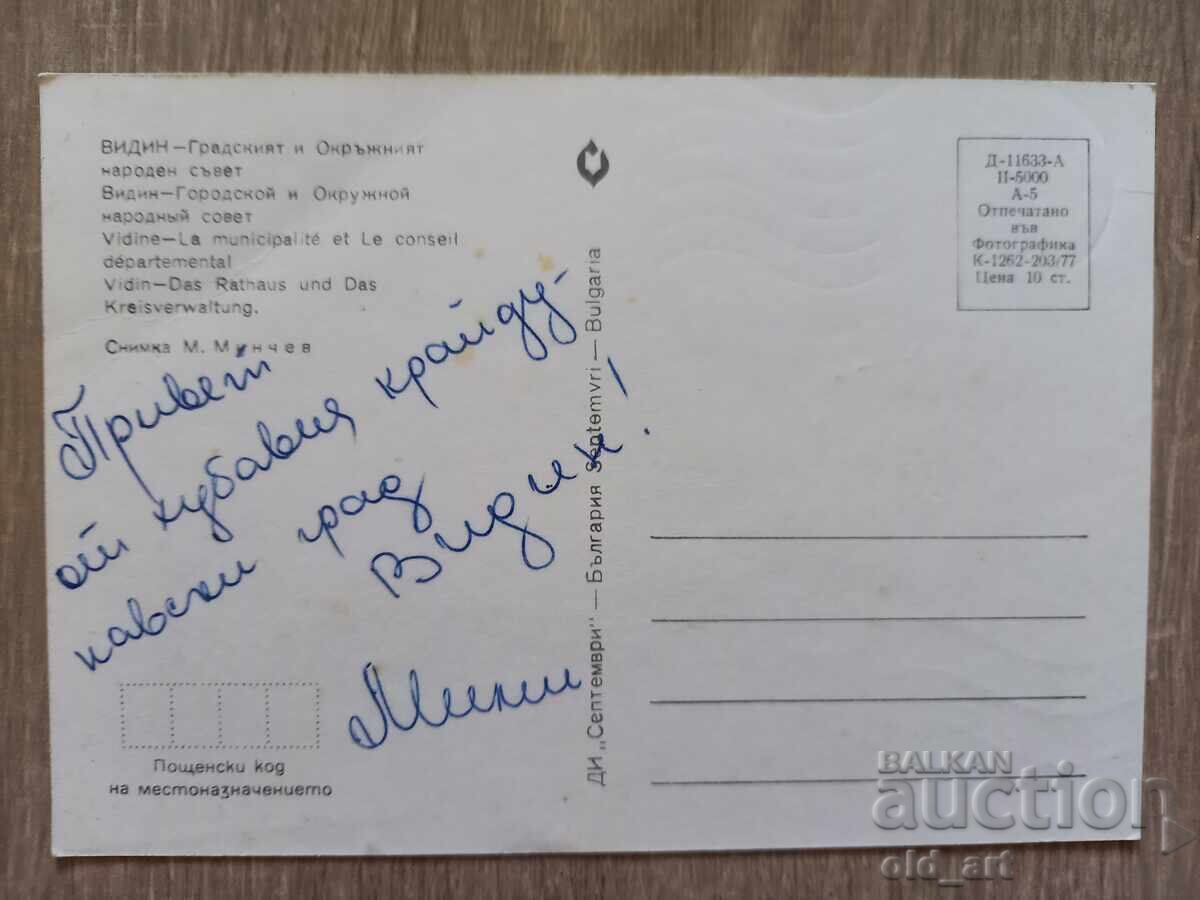 ВИДИН—Градският и Окръжният
народен съвет
Видин—Городской и Окружной
народный совет
Vidine—La municipalité et Le conseil
départemental
Vidin—Das Rathaus und Das
Kreisverwaltung.
Снимка М. Минчев
Привет
от хубавия крайду-
навски град
Видин!
Мики
Пощенски код
на местоназначението
ДИ „Септември" — България Septemvri — Bulgaria
Д-11633-А
II-5000
А-5
Отпечатано
във
Фотографика
К-1262-203/77
Цена 10 ст.
BALKAN
auction
old_art